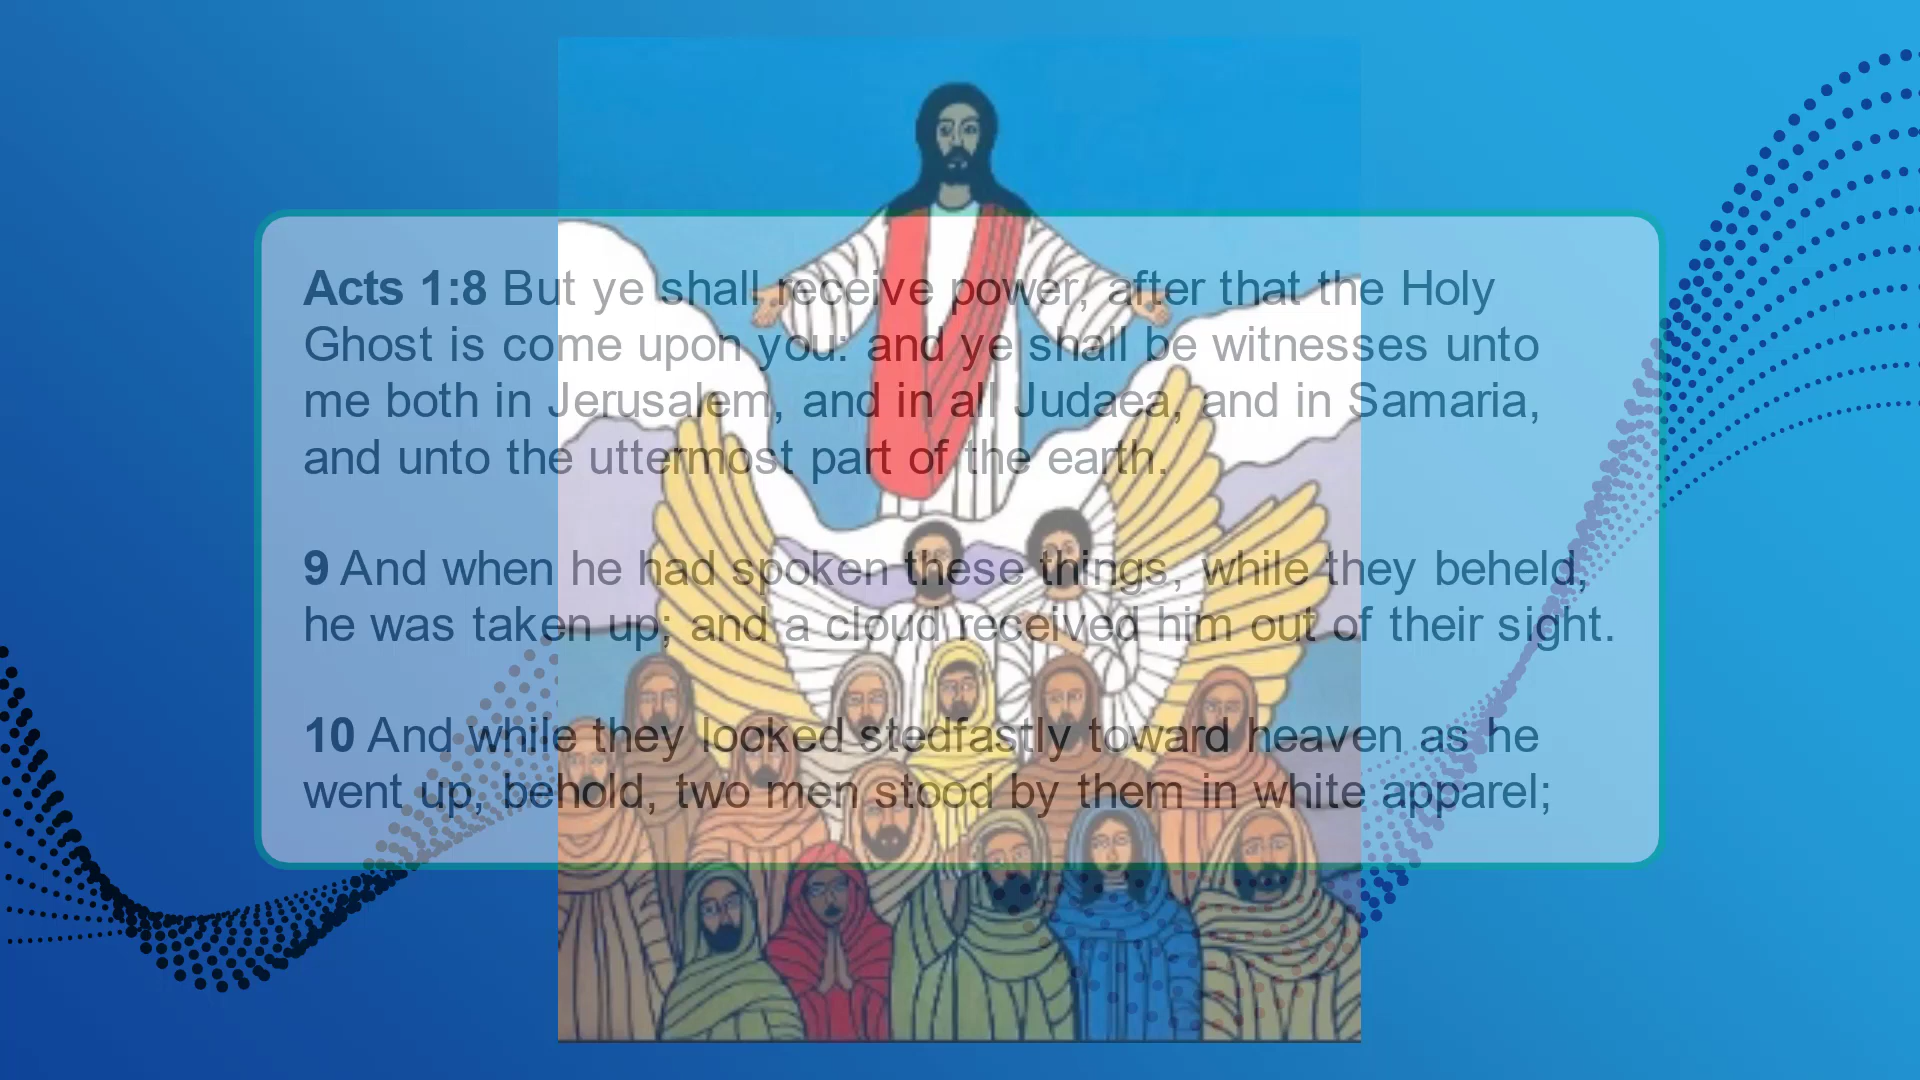 Acts 1:8 But ye shall receive power, after that the Holy
Ghost is come upon you: and ye shall be witnesses unto
me both in Jerusalem, and in all Judaea, and in Samaria,
and unto the uttermost part of the earth.
9 And when he had spoken these things, while they beheld,
he was taken up; and a cloud received him out of their sight.
10 And while they looked stedfastly toward heaven as he
went up, behold, two men stood by them in white apparel;